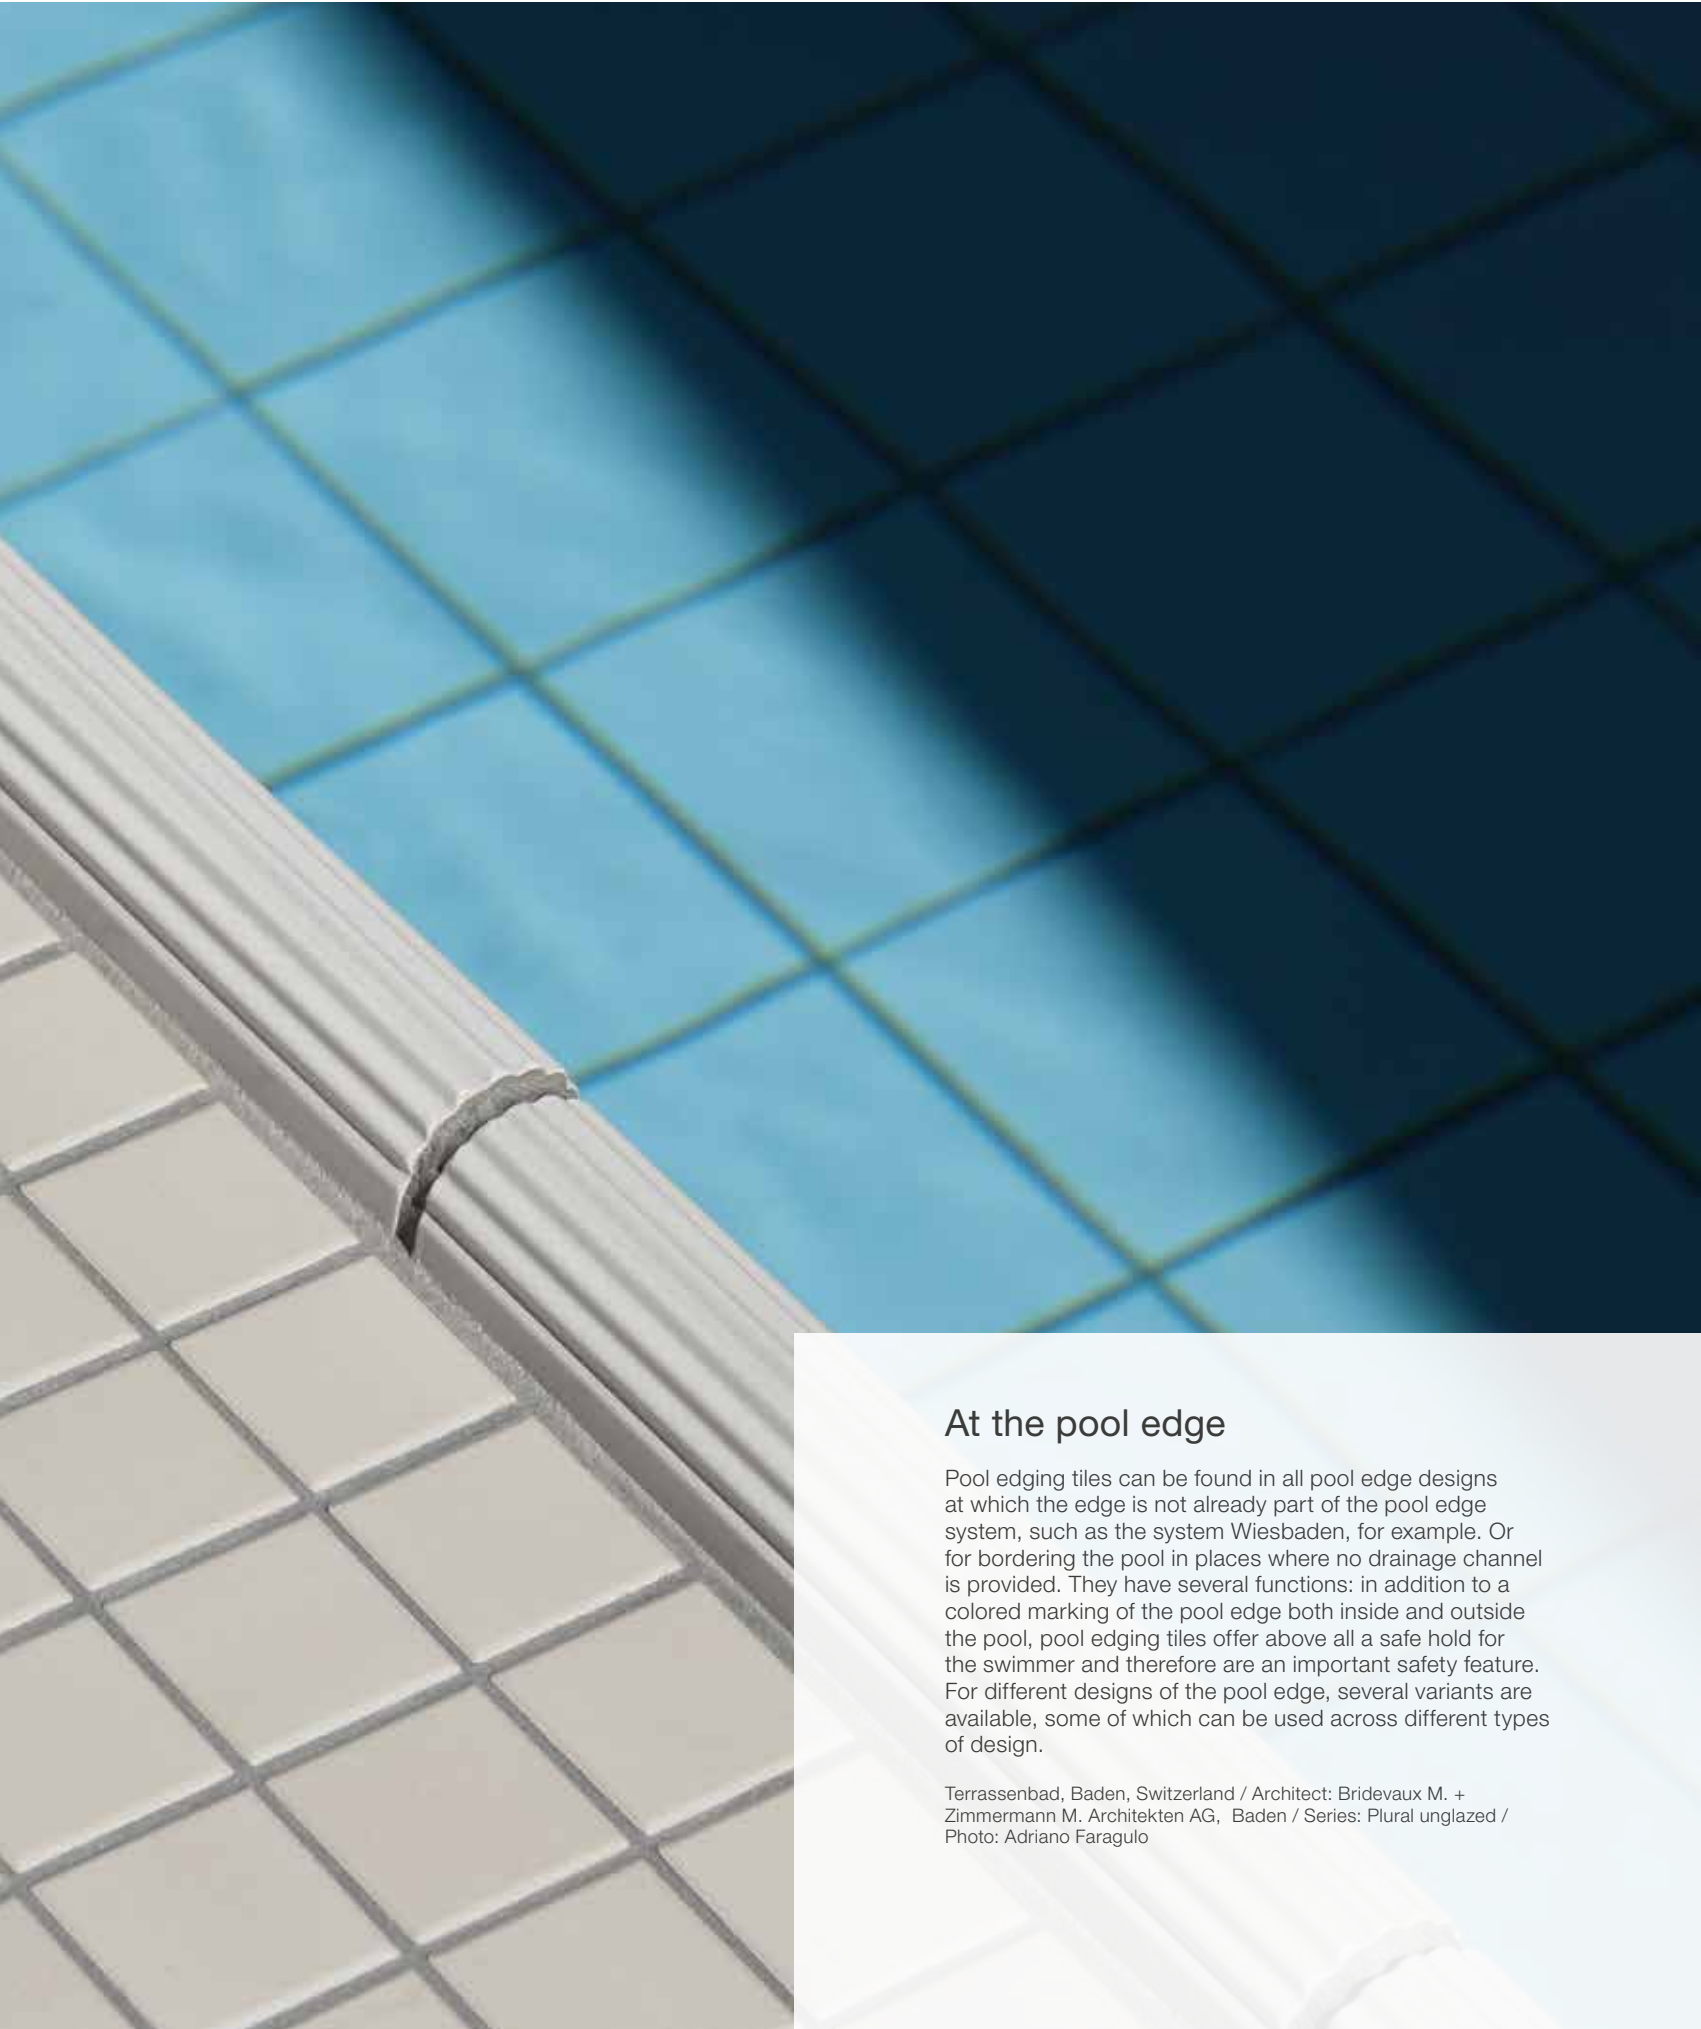 At the pool edge
Pool edging tiles can be found in all pool edge designs
at which the edge is not already part of the pool edge
system, such as the system Wiesbaden, for example. Or
for bordering the pool in places where no drainage channel
is provided. They have several functions: in addition to a
colored marking of the pool edge both inside and outside
the pool, pool edging tiles offer above all a safe hold for
the swimmer and therefore are an important safety feature.
For different designs of the pool edge, several variants are
available, some of which can be used across different types
of design.
Terrassenbad, Baden, Switzerland / Architect: Bridevaux M. +
Zimmermann M. Architekten AG,  Baden / Series: Plural unglazed /
Photo: Adriano Faragulo